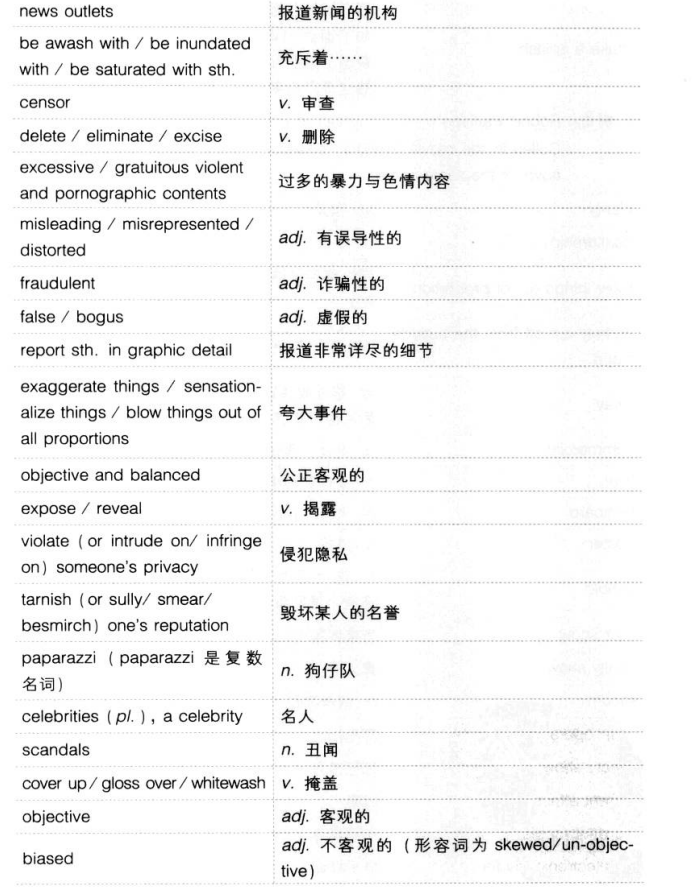 news outlets 报道新闻的机构
be awash with / be inundated
with / be saturated with sth.
充斥着……
censor v. 审查
delete / eliminate / excise v. 删除
excessive / gratuitous violent
and pornographic contents
过多的暴力与色情内容
misleading / misrepresented /
distorted
adj. 有误导性的
fraudulent adj. 诈骗性的
false / bogus adj. 虚假的
report sth. in graphic detail 报道非常详尽的细节
exaggerate things / sensation-
alize things / blow things out of
all proportions
夸大事件
objective and balanced 公正客观的
expose / reveal v. 揭露
violate (or intrude on/ infringe
on) someone's privacy
侵犯隐私
tarnish (or sully/ smear/
besmirch) one's reputation
毁坏某人的名誉
paparazzi (paparazzi 是复数
名词)
n. 狗仔队
celebrities (pl.), a celebrity 名人
scandals n. 丑闻
cover up / gloss over / whitewash v. 掩盖
objective adj. 客观的
biased
adj. 不客观的 (形容词为 skewed/un-objec-
tive)